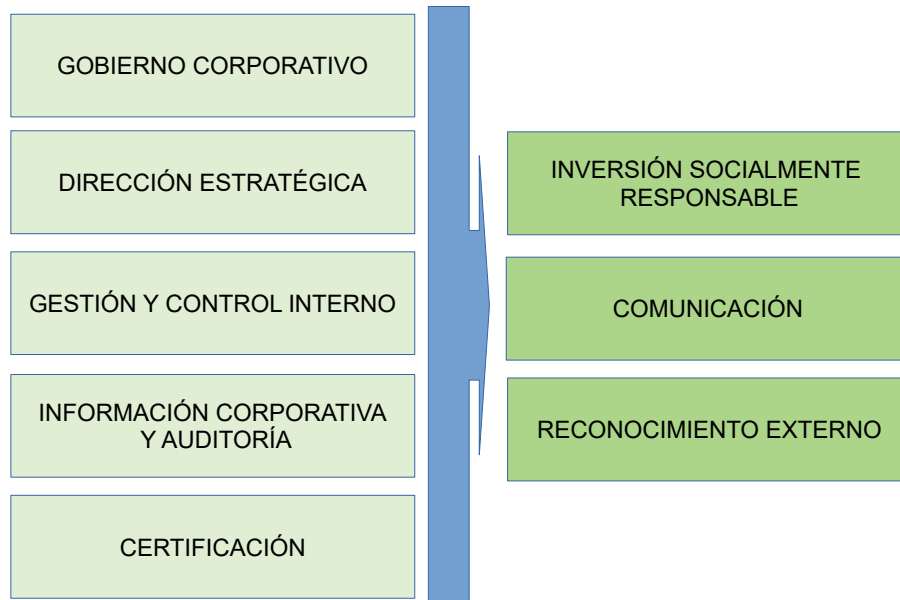 GOBIERNO CORPORATIVO
DIRECCIÓN ESTRATÉGICA
GESTIÓN Y CONTROL INTERNO
INFORMACIÓN CORPORATIVA
Y AUDITORÍA
CERTIFICACIÓN
INVERSIÓN SOCIALMENTE
RESPONSABLE
COMUNICACIÓN
RECONOCIMIENTO EXTERNO